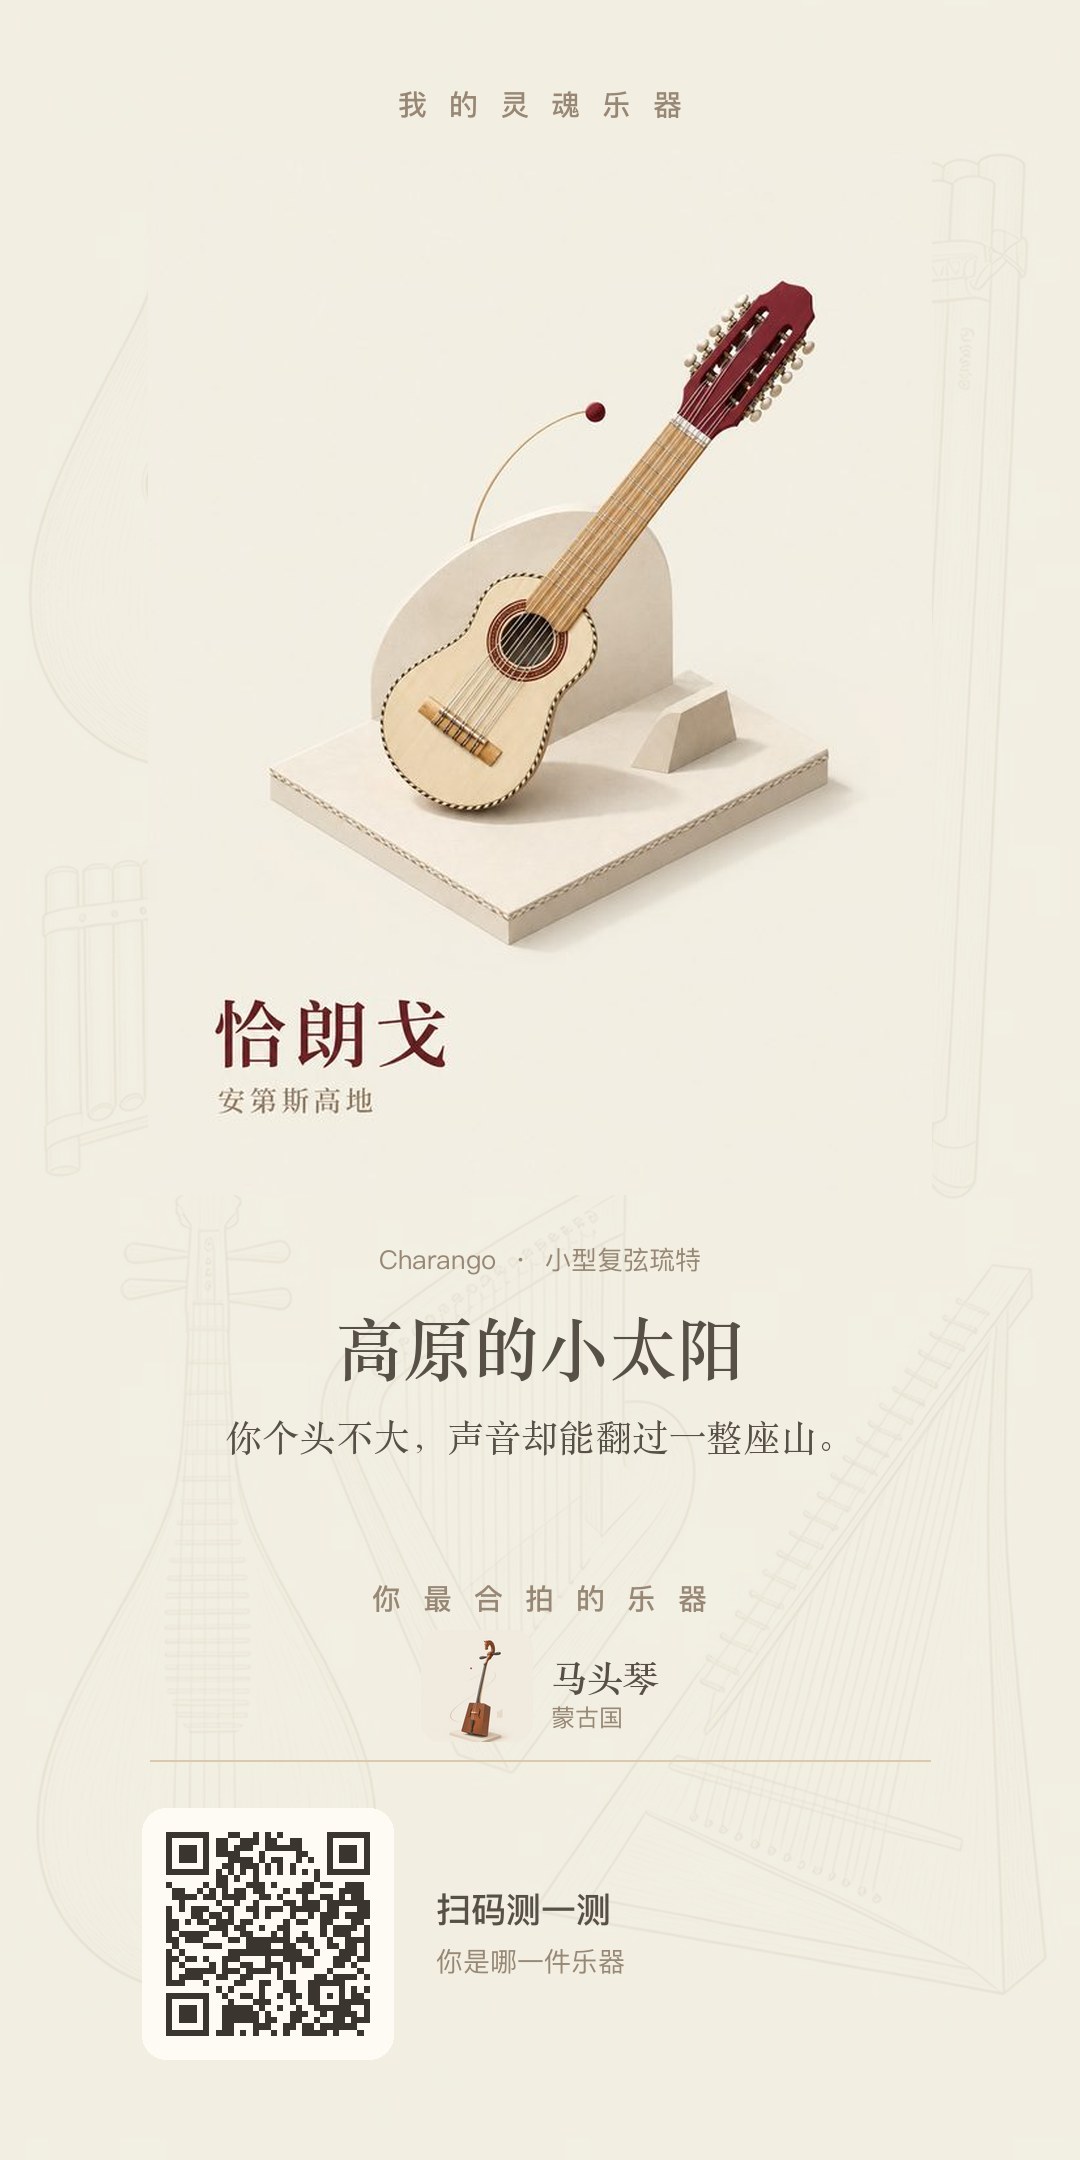 我的灵魂乐器
恰朗戈
安第斯高地
Charango · 小型复弦琉特
高原的小太阳
你个头不大，声音却能翻过一整座山。
你最合拍的乐器
马头琴
蒙古国
扫码测一测
你是哪一件乐器